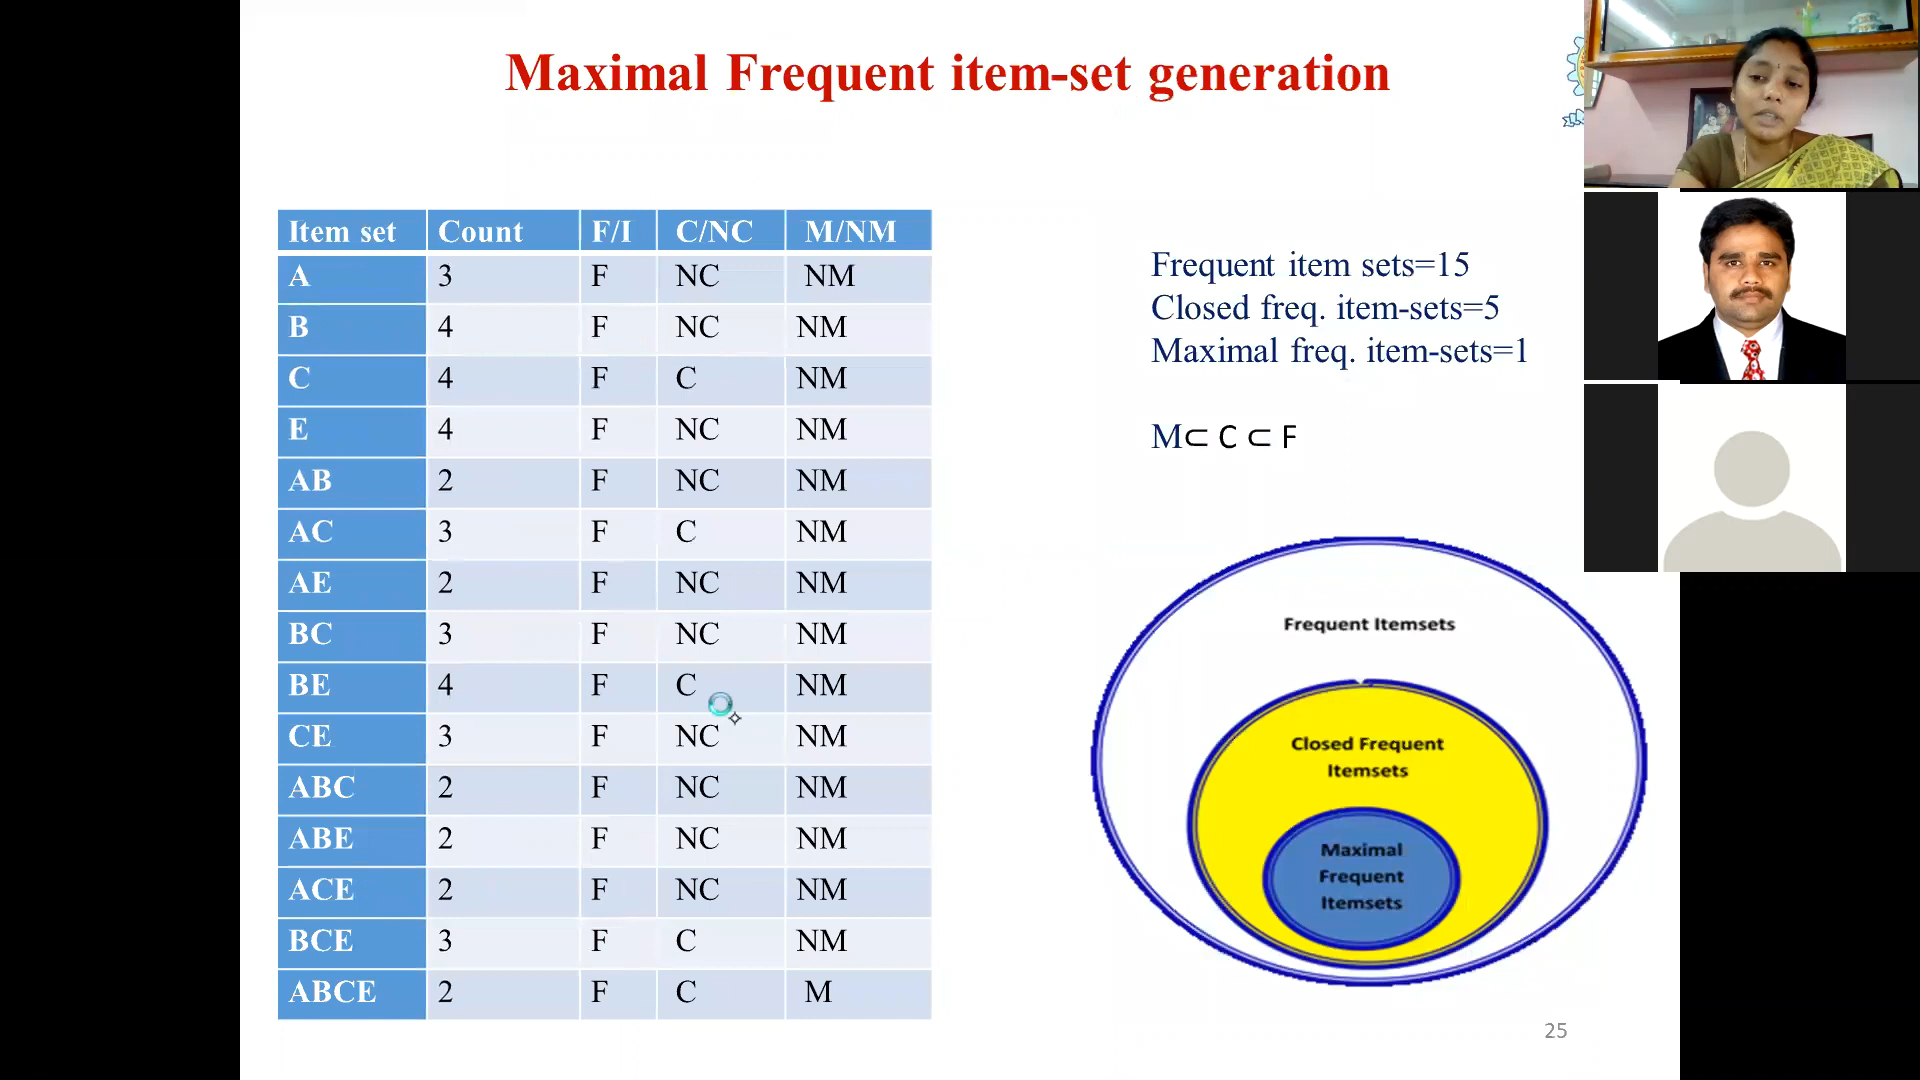 Maximal Frequent item-set generation
Item set Count F/I C/NC M/NM
A 3 F NC NM
B 4 F NC NM
C 4 F C NM
E 4 F NC NM
AB 2 F NC NM
AC 3 F C NM
AE 2 F NC NM
BC 3 F NC NM
BE 4 F C NM
CE 3 F NC NM
ABC 2 F NC NM
ABE 2 F NC NM
ACE 2 F NC NM
BCE 3 F C NM
ABCE 2 F C M
Frequent item sets=15
Closed freq. item-sets=5
Maximal freq. item-sets=1
M⊂ C ⊂ F
Frequent Itemsets
Closed Frequent
Itemsets
Maximal
Frequent
Itemsets
25